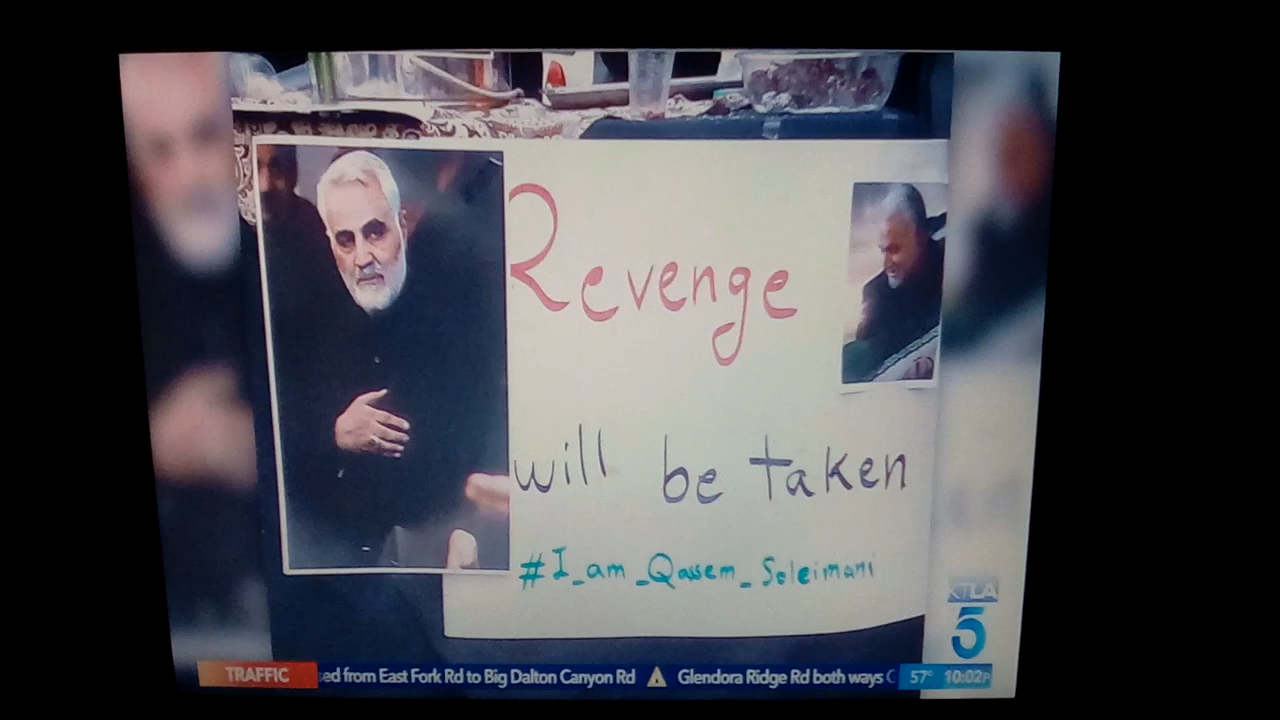 Revenge
will be taken
#I_am_Qassem_Soleimani
KTLA
5
TRAFFIC ed from East Fork Rd to Big Dalton Canyon Rd Glendora Ridge Rd both ways 57° 10:02P